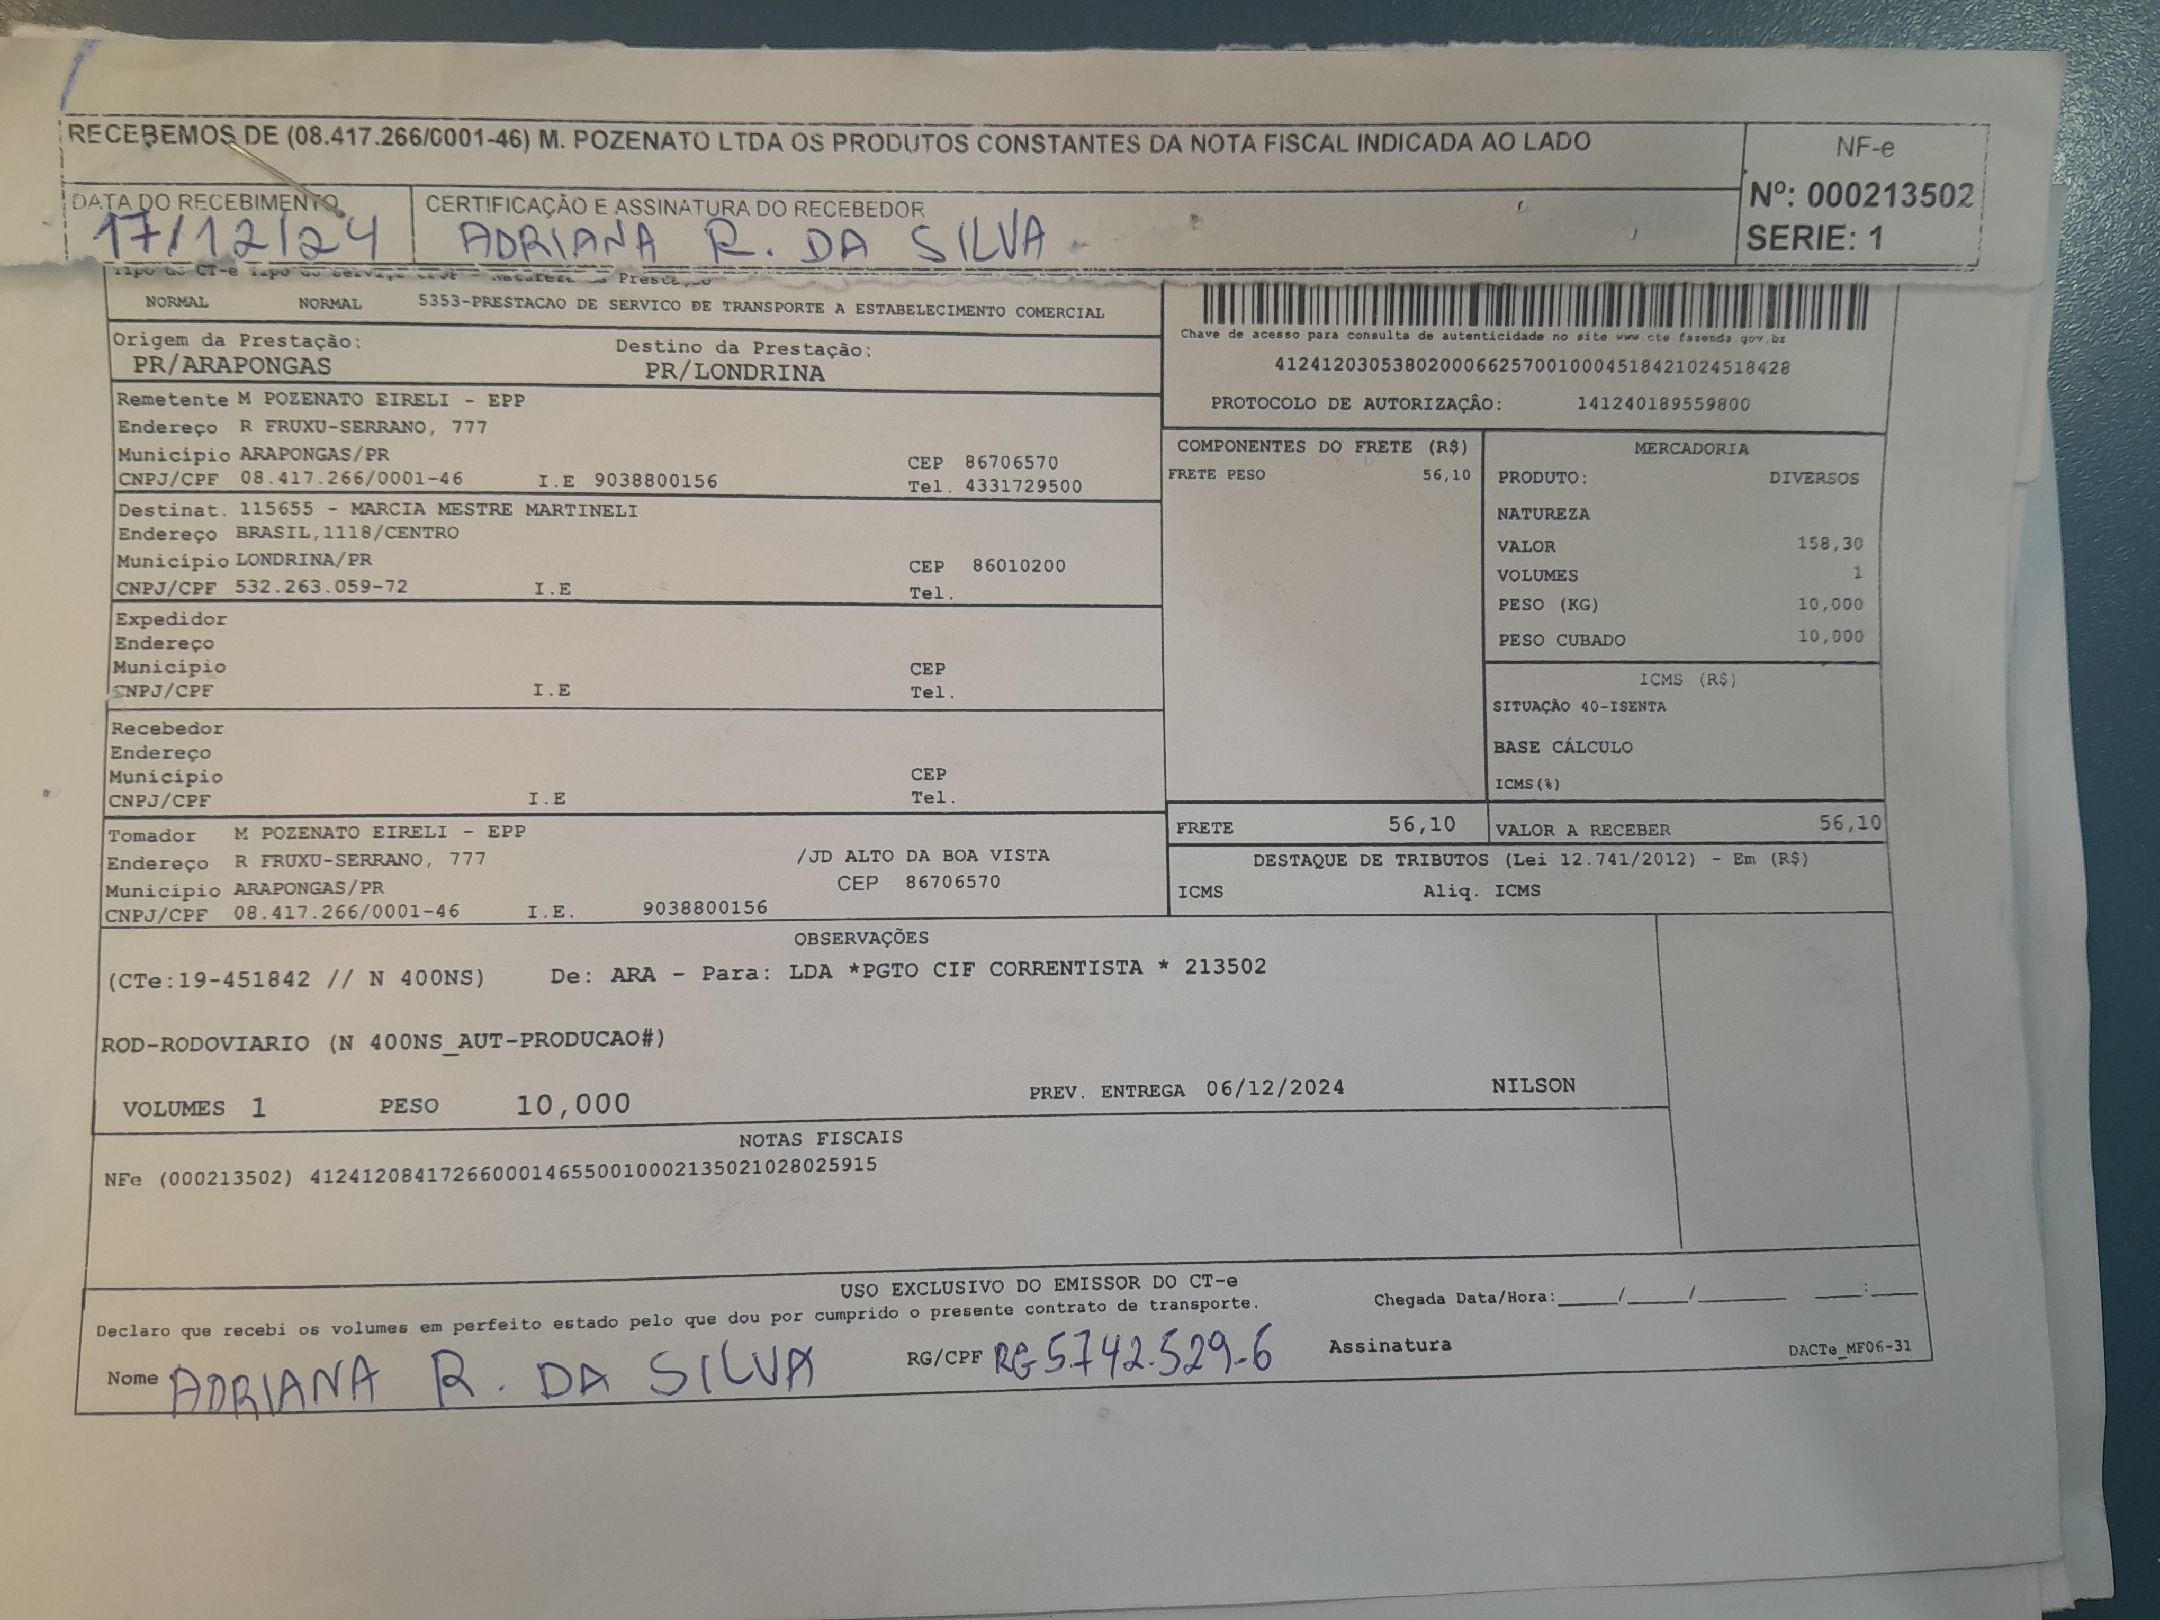 RECEBEMOS DE (08.417.266/0001-46) M. POZENATO LTDA OS PRODUTOS CONSTANTES DA NOTA FISCAL INDICADA AO LADO
NF-e
Nº: 000213502
SERIE: 1
DATA DO RECEBIMENTO
17/12/24
CERTIFICAÇÃO E ASSINATURA DO RECEBEDOR
ADRIANA R. DA SILVA
NORMAL NORMAL 5353-PRESTACAO DE SERVICO DE TRANSPORTE A ESTABELECIMENTO COMERCIAL
Origem da Prestação: Destino da Prestação:
PR/ARAPONGAS PR/LONDRINA
Chave de acesso para consulta de autenticidade no site www.cte.fazenda.gov.br
41241203053802000662570010004518421024518428
PROTOCOLO DE AUTORIZAÇÃO: 141240189559800
Remetente M POZENATO EIRELI - EPP
Endereço R FRUXU-SERRANO, 777
Município ARAPONGAS/PR CEP 86706570
CNPJ/CPF 08.417.266/0001-46 I.E 9038800156 Tel. 4331729500
Destinat. 115655 - MARCIA MESTRE MARTINELI
Endereço BRASIL,1118/CENTRO
Município LONDRINA/PR CEP 86010200
CNPJ/CPF 532.263.059-72 I.E Tel.
Expedidor
Endereço
Município CEP
CNPJ/CPF I.E Tel.
Recebedor
Endereço
Município CEP
CNPJ/CPF I.E Tel.
Tomador M POZENATO EIRELI - EPP
Endereço R FRUXU-SERRANO, 777 /JD ALTO DA BOA VISTA
Município ARAPONGAS/PR CEP 86706570
CNPJ/CPF 08.417.266/0001-46 I.E. 9038800156
COMPONENTES DO FRETE (R$)
FRETE PESO 56,10
MERCADORIA
PRODUTO: DIVERSOS
NATUREZA
VALOR 158,30
VOLUMES 1
PESO (KG) 10,000
PESO CUBADO 10,000
ICMS (R$)
SITUAÇÃO 40-ISENTA
BASE CÁLCULO
ICMS(%)
FRETE 56,10 VALOR A RECEBER 56,10
DESTAQUE DE TRIBUTOS (Lei 12.741/2012) - Em (R$)
ICMS Aliq. ICMS
OBSERVAÇÕES
(CTe:19-451842 // N 400NS) De: ARA - Para: LDA *PGTO CIF CORRENTISTA * 213502
ROD-RODOVIARIO (N 400NS_AUT-PRODUCAO#)
VOLUMES 1 PESO 10,000 PREV. ENTREGA 06/12/2024 NILSON
NOTAS FISCAIS
NFe (000213502) 41241208417266000146550010002135021028025915
USO EXCLUSIVO DO EMISSOR DO CT-e
Declaro que recebi os volumes em perfeito estado pelo que dou por cumprido o presente contrato de transporte. Chegada Data/Hora:____/____/______ ___:___
Nome ADRIANA R. DA SILVA RG/CPF RG 5.742.529-6 Assinatura DACTe_MF06-31